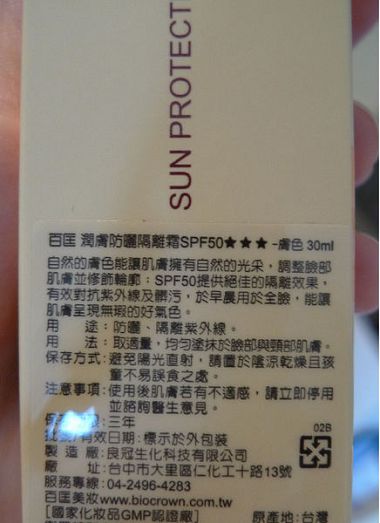 SUN PROTECT
百匡 潤膚防曬隔離霜SPF50★★★-膚色 30ml
自然的膚色能讓肌膚擁有自然的光采，調整臉部
肌膚並修飾輪廓；SPF50提供絕佳的隔離效果，
有效對抗紫外線及髒污，於早晨用於全臉，能讓
肌膚呈現無瑕的好氣色。
用　　途：防曬、隔離紫外線。
用　　法：取適量，均勻塗抹於臉部與頸部肌膚。
保存方式：避免陽光直射，請置於陰涼乾燥且孩
童不易誤食之處。
注意事項：使用後肌膚若有不適感，請立即停用
並諮詢醫生意見。
保存期限：三年
批號/有效日期：標示於外包裝
02B
製 造 廠：良冠生化科技有限公司
廠　　址：台中市大里區仁化工十路13號
服務專線：04-2496-4283
百匡美妝 www.biocrown.com.tw
[國家化妝品GMP認證廠]　原產地：台灣